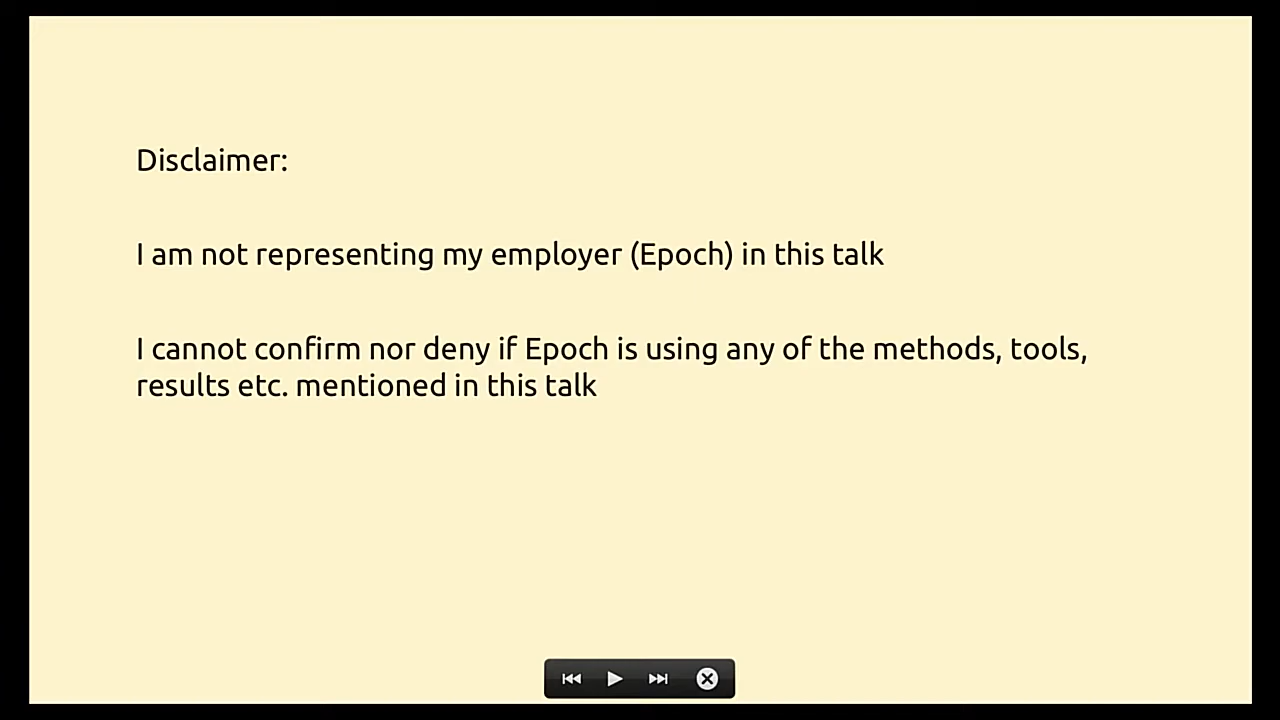 Disclaimer:
I am not representing my employer (Epoch) in this talk
I cannot confirm nor deny if Epoch is using any of the methods, tools,
results etc. mentioned in this talk